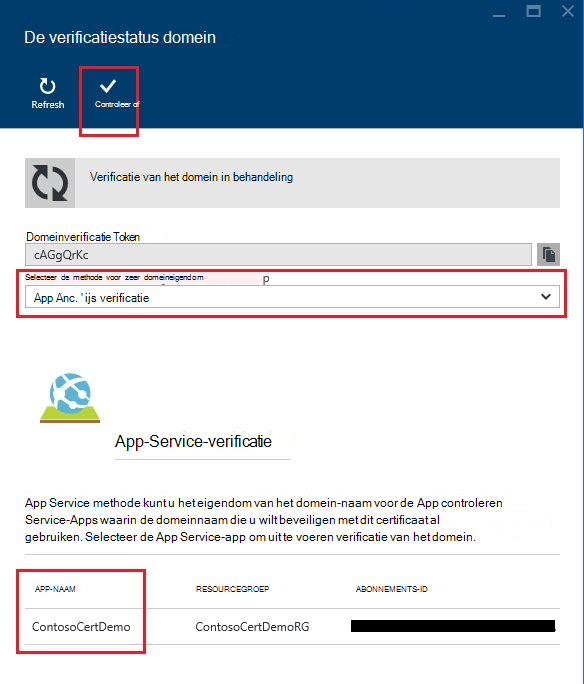 De verificatiestatus domein
Refresh
Controleer of
Verificatie van het domein in behandeling
Domeinverificatie Token
cAGgQrKc
Selecteer de methode voor zeer domeineigendom p
App Anc. 'ijs verificatie
App-Service-verificatie
App Service methode kunt u het eigendom van het domein-naam voor de App controleren
Service-Apps waarin de domeinnaam die u wilt beveiligen met dit certificaat al
gebruiken. Selecteer de App Service-app om uit te voeren verificatie van het domein.
APP-NAAM RESOURCEGROEP ABONNEMENTS-ID
ContosoCertDemo ContosoCertDemoRG